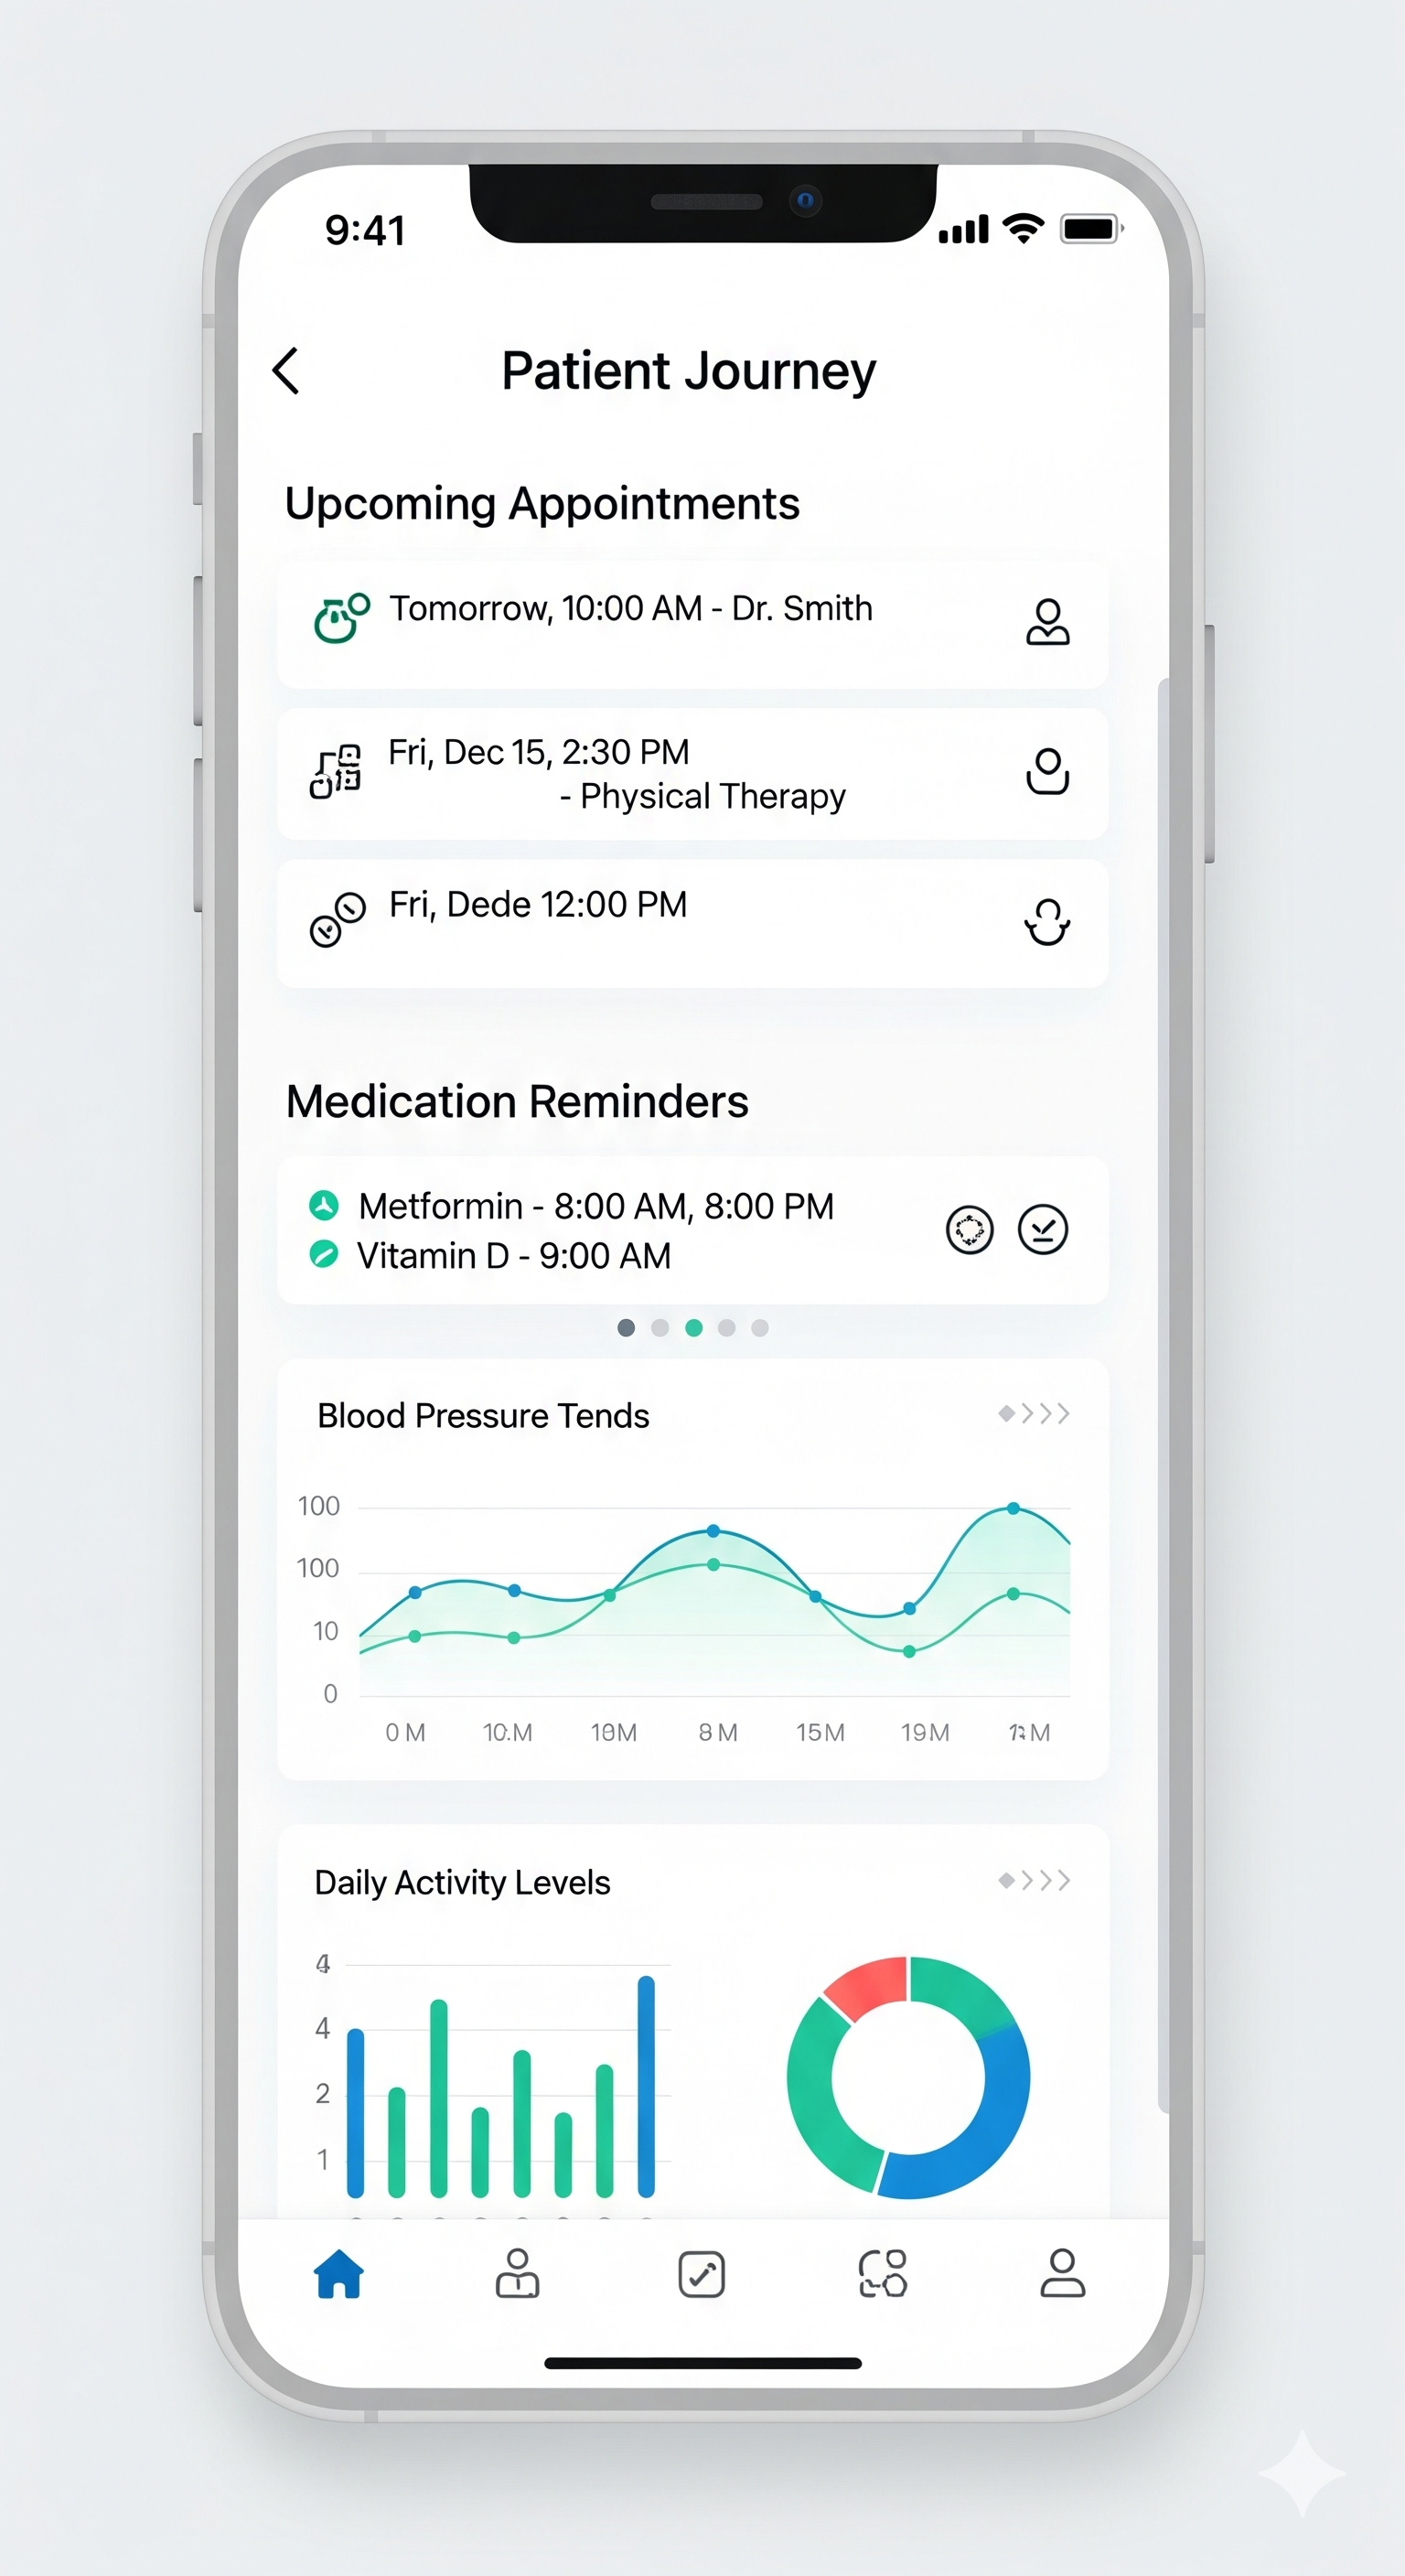 9:41
Patient Journey
Upcoming Appointments
Tomorrow, 10:00 AM - Dr. Smith
Fri, Dec 15, 2:30 PM
- Physical Therapy
Fri, Dede 12:00 PM
Medication Reminders
Metformin - 8:00 AM, 8:00 PM
Vitamin D - 9:00 AM
Blood Pressure Tends
100
100
10
0
0 M 10:M 8 M 15M 19M
Daily Activity Levels
4
4
2
1